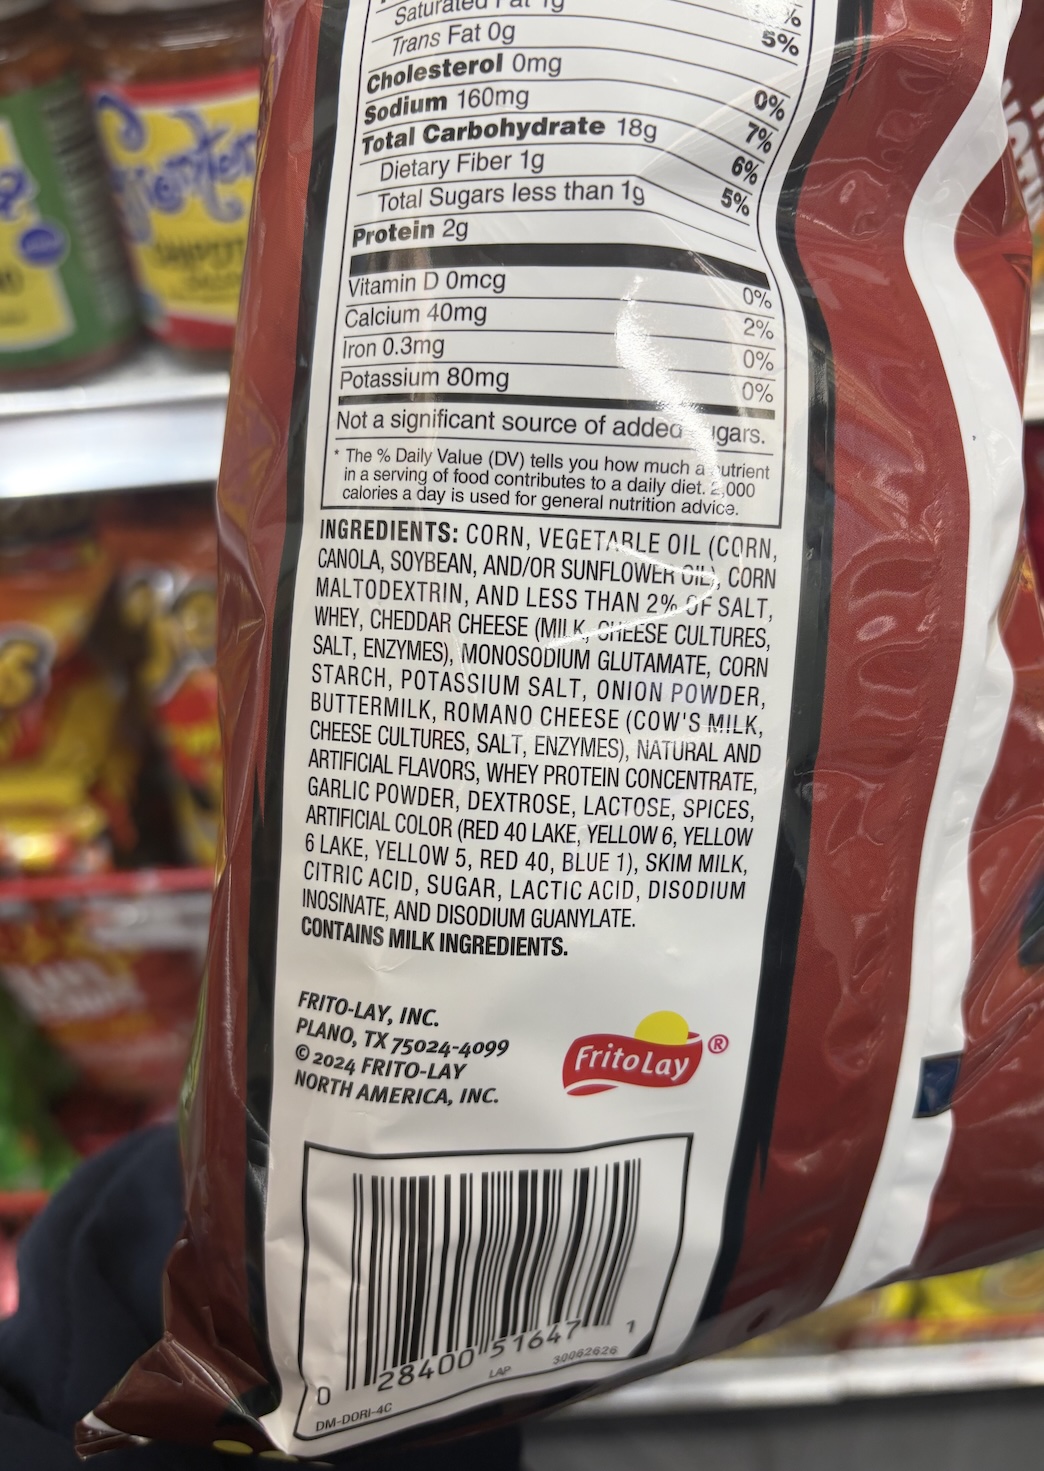 Saturated Fat 1g
5%
Trans Fat 0g
Cholesterol 0mg 0%
Sodium 160mg 7%
Total Carbohydrate 18g 6%
Dietary Fiber 1g 5%
Total Sugars less than 1g
Protein 2g
Vitamin D 0mcg 0%
Calcium 40mg 2%
Iron 0.3mg 0%
Potassium 80mg 0%
Not a significant source of added sugars.
* The % Daily Value (DV) tells you how much a nutrient
in a serving of food contributes to a daily diet. 2,000
calories a day is used for general nutrition advice.
INGREDIENTS: CORN, VEGETABLE OIL (CORN,
CANOLA, SOYBEAN, AND/OR SUNFLOWER OIL), CORN
MALTODEXTRIN, AND LESS THAN 2% OF SALT,
WHEY, CHEDDAR CHEESE (MILK, CHEESE CULTURES,
SALT, ENZYMES), MONOSODIUM GLUTAMATE, CORN
STARCH, POTASSIUM SALT, ONION POWDER,
BUTTERMILK, ROMANO CHEESE (COW'S MILK,
CHEESE CULTURES, SALT, ENZYMES), NATURAL AND
ARTIFICIAL FLAVORS, WHEY PROTEIN CONCENTRATE,
GARLIC POWDER, DEXTROSE, LACTOSE, SPICES,
ARTIFICIAL COLOR (RED 40 LAKE, YELLOW 6, YELLOW
6 LAKE, YELLOW 5, RED 40, BLUE 1), SKIM MILK,
CITRIC ACID, SUGAR, LACTIC ACID, DISODIUM
INOSINATE, AND DISODIUM GUANYLATE.
CONTAINS MILK INGREDIENTS.
FRITO-LAY, INC.
PLANO, TX 75024-4099
© 2024 FRITO-LAY
NORTH AMERICA, INC.
Frito Lay ®
0 28400 51647 1
LAP 30062626
DM-DORI-4C